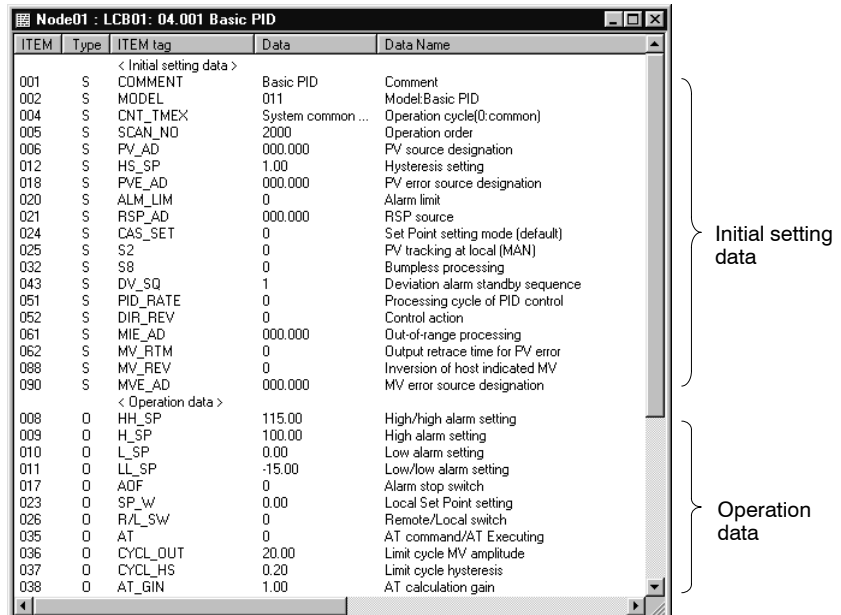 Node01 : LCB01: 04.001 Basic PID
ITEM Type ITEM tag Data Data Name
< Initial setting data >
001 S COMMENT Basic PID Comment
002 S MODEL 011 Model:Basic PID
004 S CNT_TMEX System common ... Operation cycle(0:common)
005 S SCAN_NO 2000 Operation order
006 S PV_AD 000.000 PV source designation
012 S HS_SP 1.00 Hysteresis setting
018 S PVE_AD 000.000 PV error source designation
020 S ALM_LIM 0 Alarm limit
021 S RSP_AD 000.000 RSP source
024 S CAS_SET 0 Set Point setting mode (default)
025 S S2 0 PV tracking at local (MAN)
032 S S8 0 Bumpless processing
043 S DV_SQ 1 Deviation alarm standby sequence
051 S PID_RATE 0 Processing cycle of PID control
052 S DIR_REV 0 Control action
061 S MIE_AD 000.000 Out-of-range processing
062 S MV_RTM 0 Output retrace time for PV error
088 S MV_REV 0 Inversion of host indicated MV
090 S MVE_AD 000.000 MV error source designation
Initial setting
data
< Operation data >
008 O HH_SP 115.00 High/high alarm setting
009 O H_SP 100.00 High alarm setting
010 O L_SP 0.00 Low alarm setting
011 O LL_SP -15.00 Low/low alarm setting
017 O AOF 0 Alarm stop switch
023 O SP_W 0.00 Local Set Point setting
026 O R/L_SW 0 Remote/Local switch
035 O AT 0 AT command/AT Executing
036 O CYCL_OUT 20.00 Limit cycle MV amplitude
037 O CYCL_HS 0.20 Limit cycle hysteresis
038 O AT_GIN 1.00 AT calculation gain
Operation
data